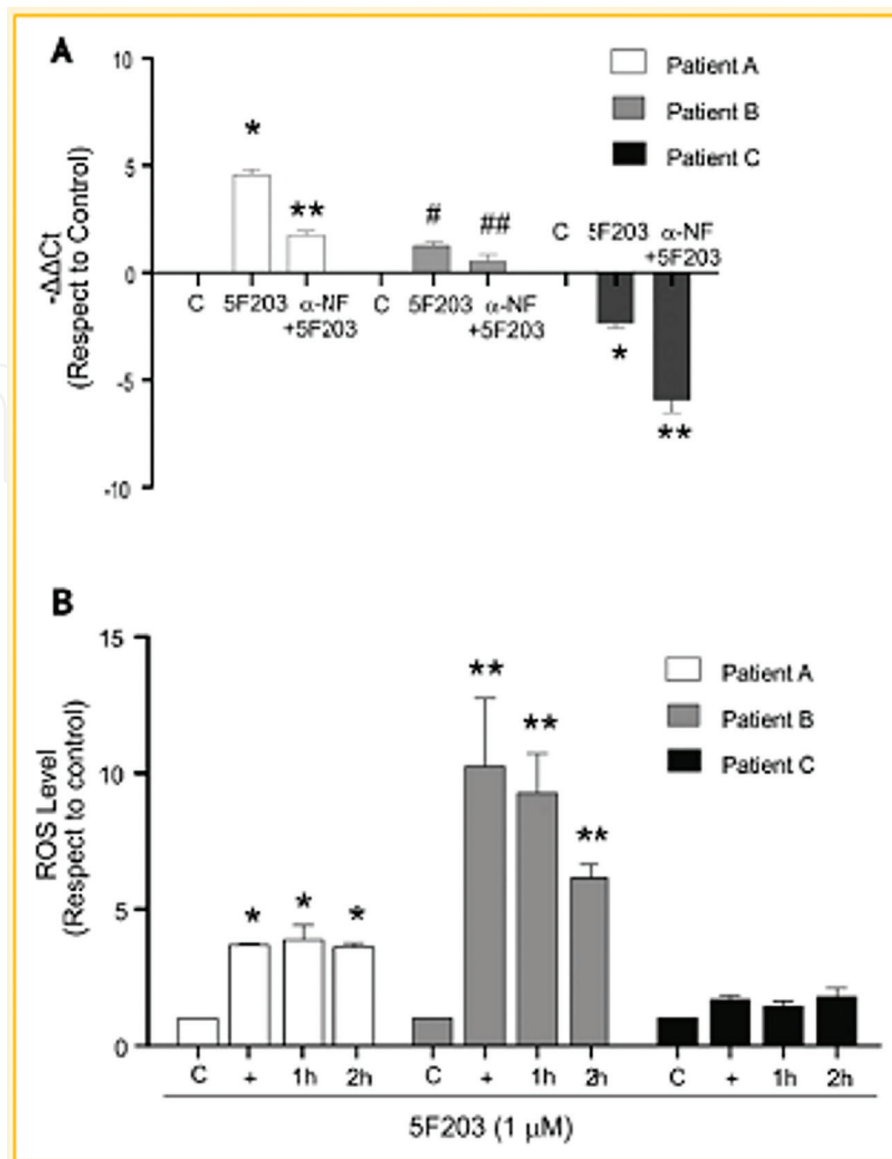 A
10
5
0
-5
-10
-ΔΔCt
(Respect to Control)
Patient A
Patient B
Patient C
*
**
#
##
C 5F203 α-NF
+5F203
C 5F203 α-NF
+5F203
C 5F203 α-NF
+5F203
*
**
B
15
10
5
0
ROS Level
(Respect to control)
Patient A
Patient B
Patient C
* * *
** ** **
C + 1h 2h C + 1h 2h C + 1h 2h
5F203 (1 μM)